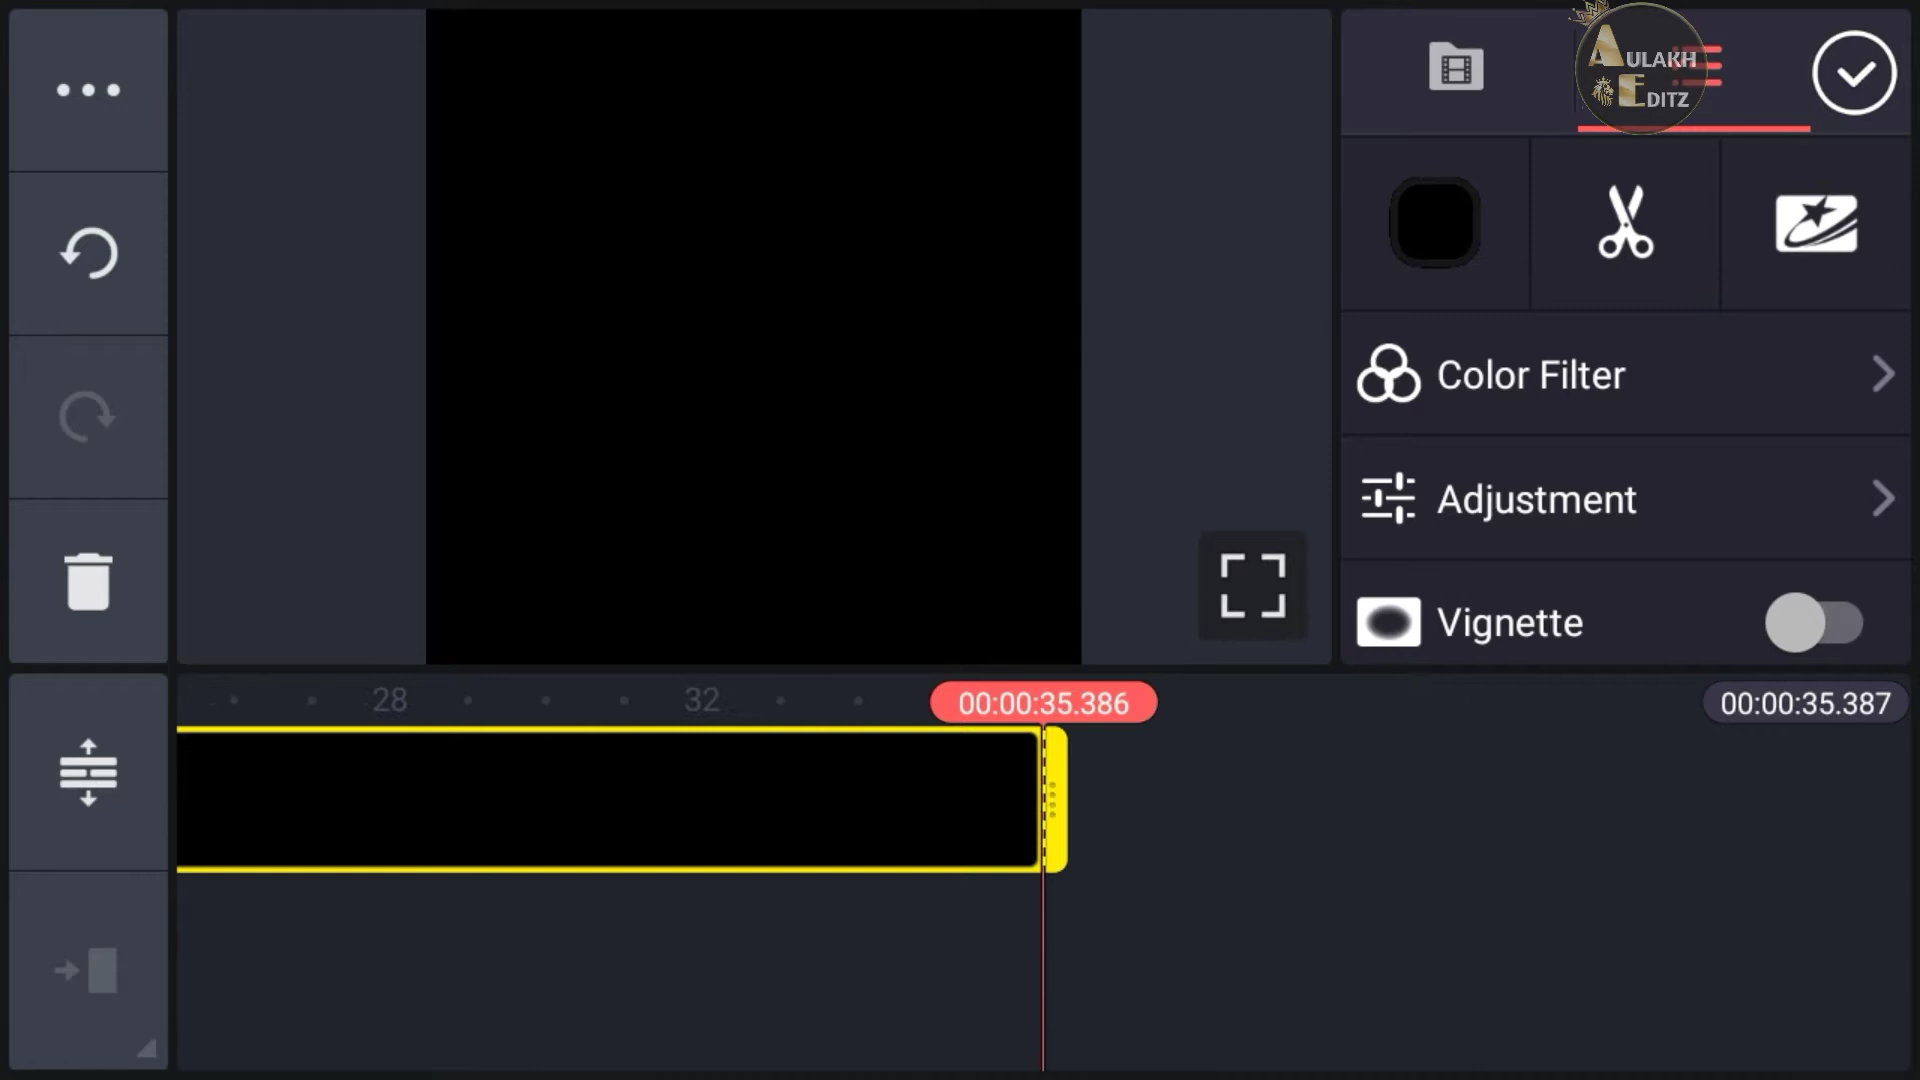 AULAKH
EDITZ
Color Filter
Adjustment
Vignette
28
32
00:00:35.386
00:00:35.387